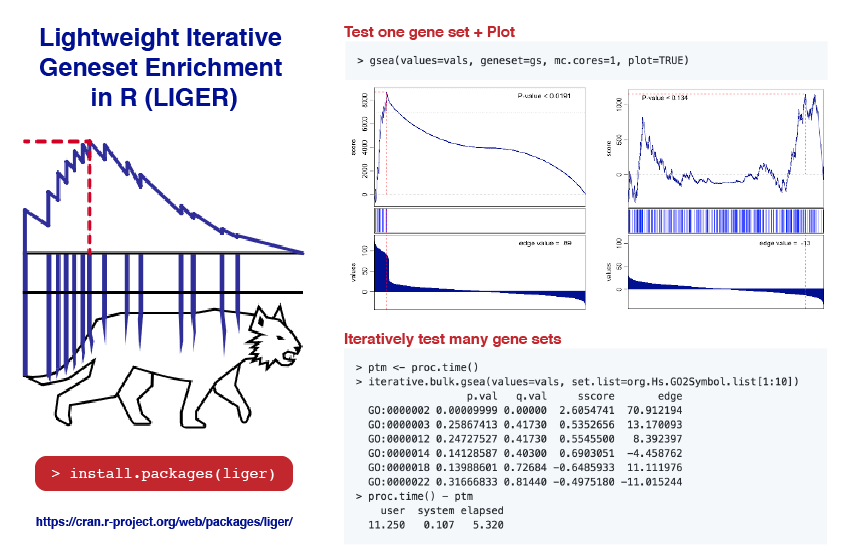 Lightweight Iterative
Geneset Enrichment
in R (LIGER)
> install.packages(liger)
https://cran.r-project.org/web/packages/liger/
Test one gene set + Plot
> gsea(values=vals, geneset=gs, mc.cores=1, plot=TRUE)
P-value < 0.0191
score
8000
6000
4000
2000
0
edge value = 89
values
100
50
0
P-value < 0.134
score
1000
500
0
edge value = -13
values
100
50
0
Iteratively test many gene sets
> ptm <- proc.time()
> iterative.bulk.gsea(values=vals, set.list=org.Hs.GO2Symbol.list[1:10])
p.val q.val sscore edge
GO:0000002 0.00009999 0.00000 2.6054741 70.912194
GO:0000003 0.25867413 0.41730 0.5352656 13.170093
GO:0000012 0.24727527 0.41730 0.5545500 8.392397
GO:0000014 0.14128587 0.40300 0.6903051 -4.458762
GO:0000018 0.13988601 0.72684 -0.6485933 11.111976
GO:0000022 0.31666833 0.81440 -0.4975180 -11.015244
> proc.time() - ptm
user system elapsed
11.250 0.107 5.320